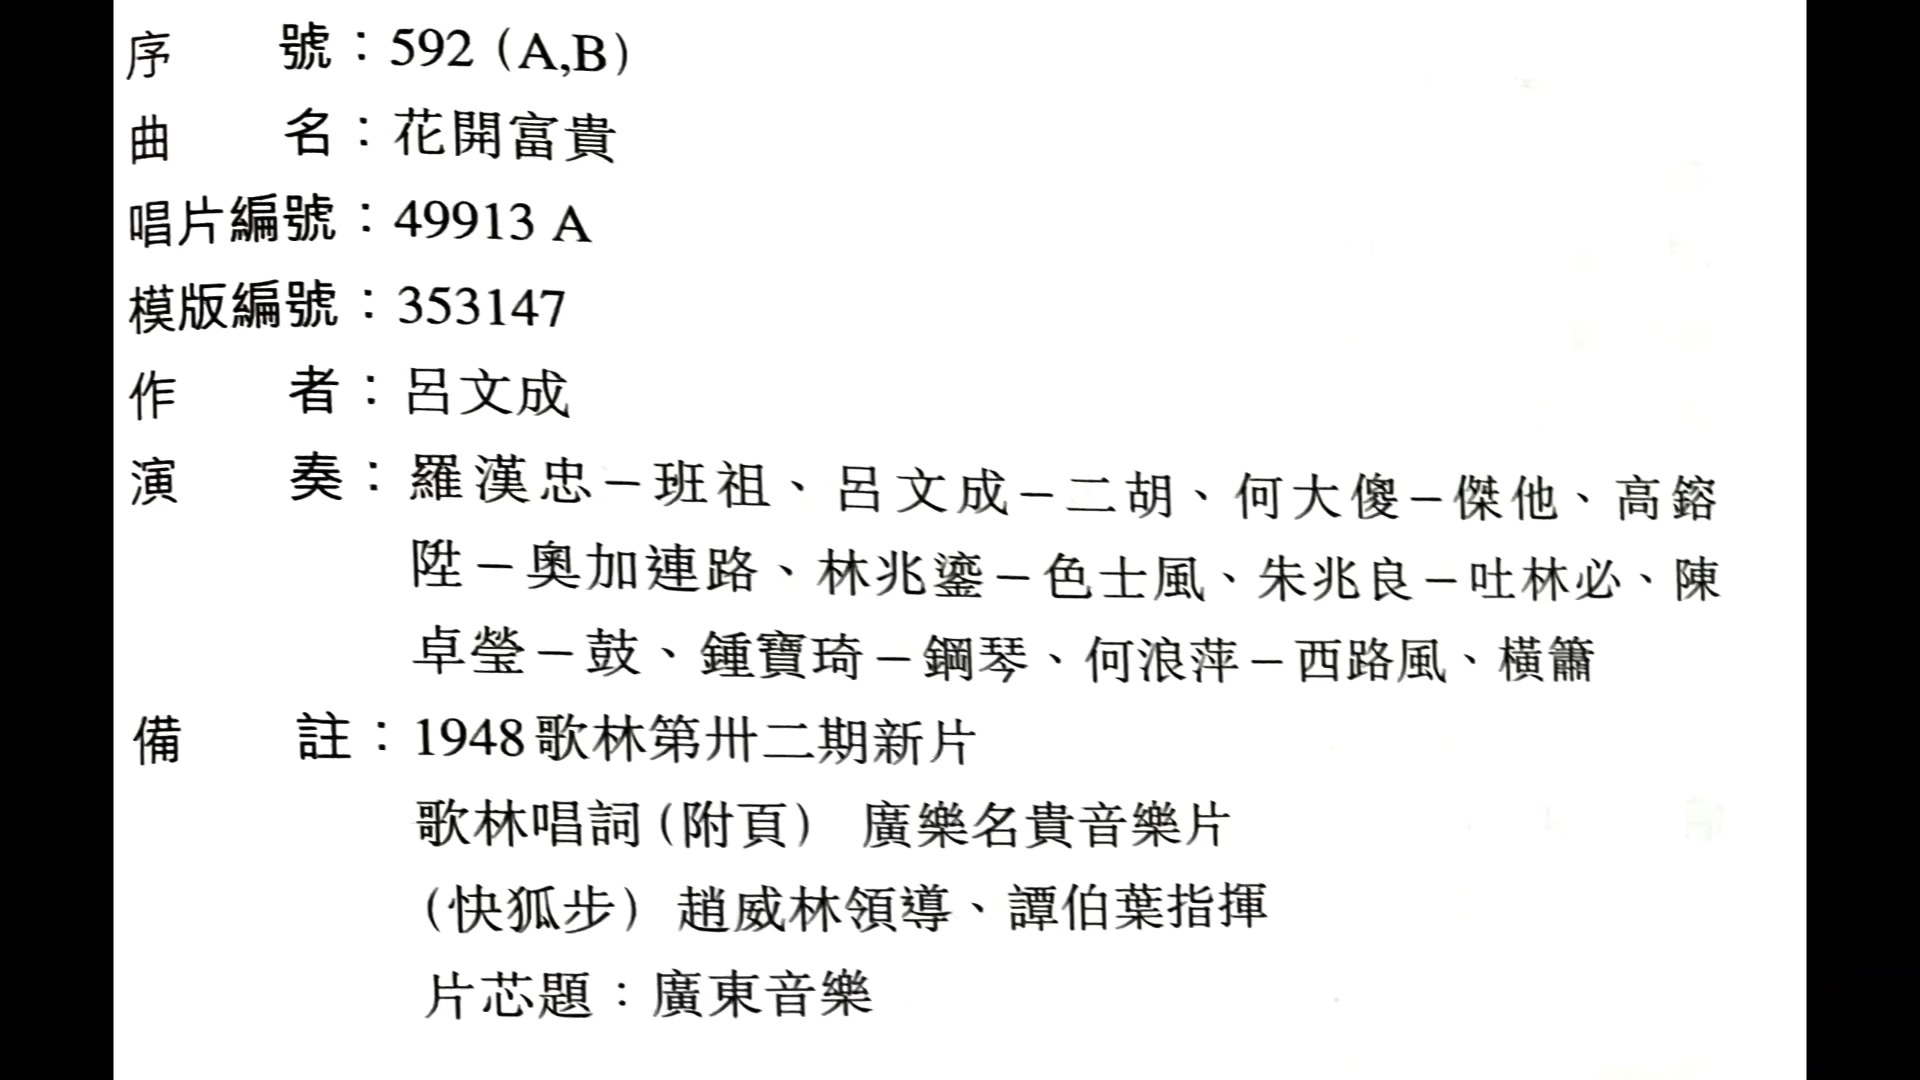 序　　號：592（A,B）
曲　　名：花開富貴
唱片編號：49913 A
模版編號：353147
作　　者：呂文成
演　　奏：羅漢忠－班祖、呂文成－二胡、何大傻－傑他、高鎔
陞－奧加連路、林兆鎏－色士風、朱兆良－吐林必、陳
卓瑩－鼓、鍾寶琦－鋼琴、何浪萍－西路風、橫簫
備　　註：1948歌林第卅二期新片
歌林唱詞（附頁）　廣樂名貴音樂片
（快狐步）趙威林領導、譚伯葉指揮
片芯題：廣東音樂